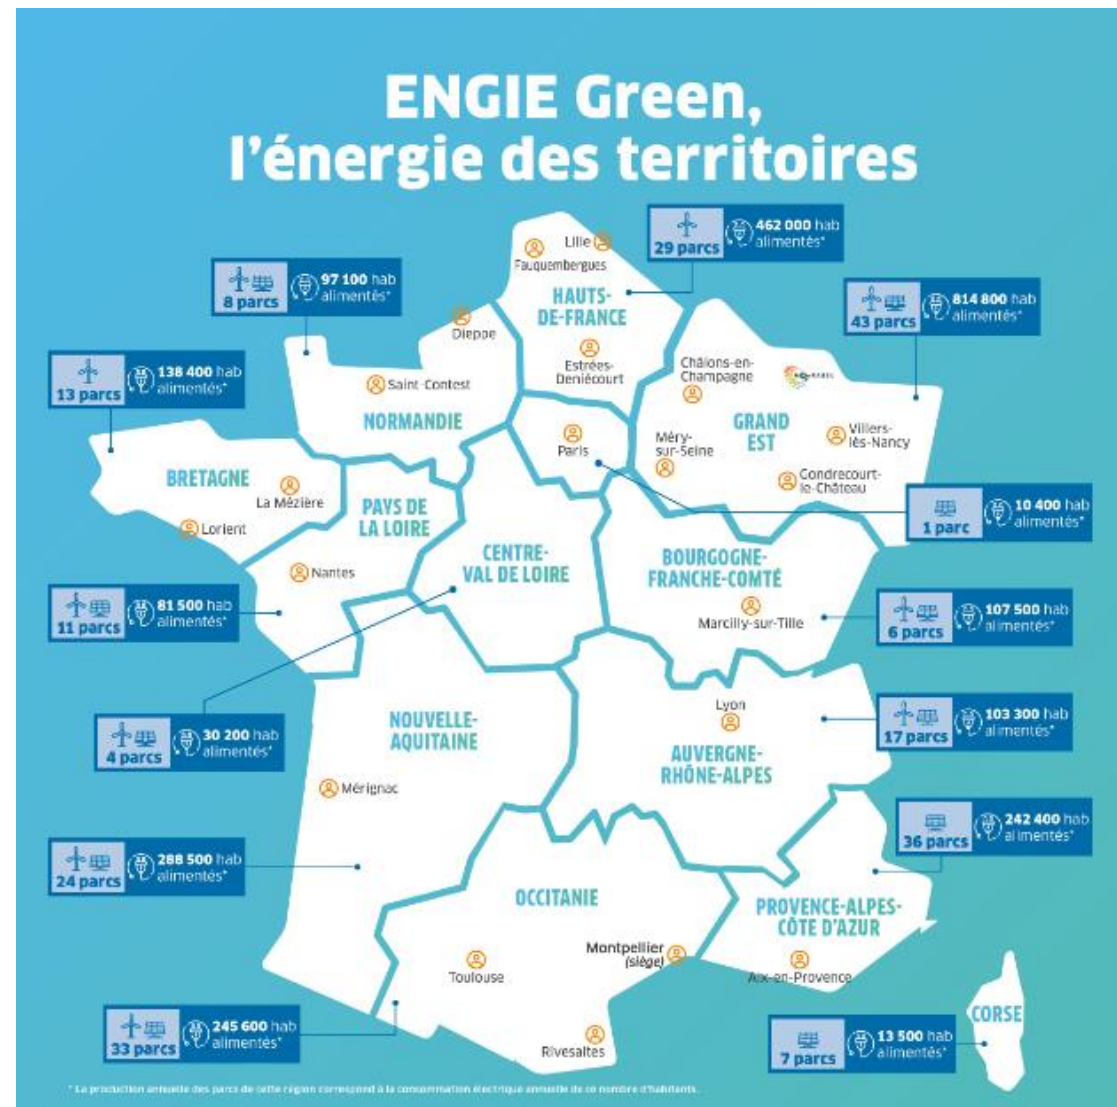 ENGIE Green,
l'énergie des territoires
462 000 hab
alimentés*
29 parcs
Lille
Fauquembergues
HAUTS-
DE-FRANCE
Estrées-
Deniécourt
97 100 hab
alimentés*
8 parcs
Dieppe
Saint-Contest
NORMANDIE
814 800 hab
alimentés*
43 parcs
Châlons-en-
Champagne
GRAND
EST
Méry-
sur-Seine
Villers-
lès-Nancy
Gondrecourt-
le-Château
138 400 hab
alimentés*
13 parcs
BRETAGNE
La Mézière
Lorient
Paris
10 400 hab
alimentés*
1 parc
PAYS DE
LA LOIRE
Nantes
81 500 hab
alimentés*
11 parcs
CENTRE-
VAL DE LOIRE
30 200 hab
alimentés*
4 parcs
BOURGOGNE-
FRANCHE-COMTÉ
Marcilly-sur-Tille
107 500 hab
alimentés*
6 parcs
NOUVELLE-
AQUITAINE
Mérignac
288 500 hab
alimentés*
24 parcs
Lyon
AUVERGNE-
RHÔNE-ALPES
103 300 hab
alimentés*
17 parcs
242 400 hab
alimentés*
36 parcs
PROVENCE-ALPES-
CÔTE D'AZUR
Aix-en-Provence
OCCITANIE
Montpellier
(siège)
Toulouse
Rivesaltes
245 600 hab
alimentés*
33 parcs
CORSE
13 500 hab
alimentés*
7 parcs
* La production annuelle des parcs de cette région correspond à la consommation électrique annuelle de ce nombre d'habitants.